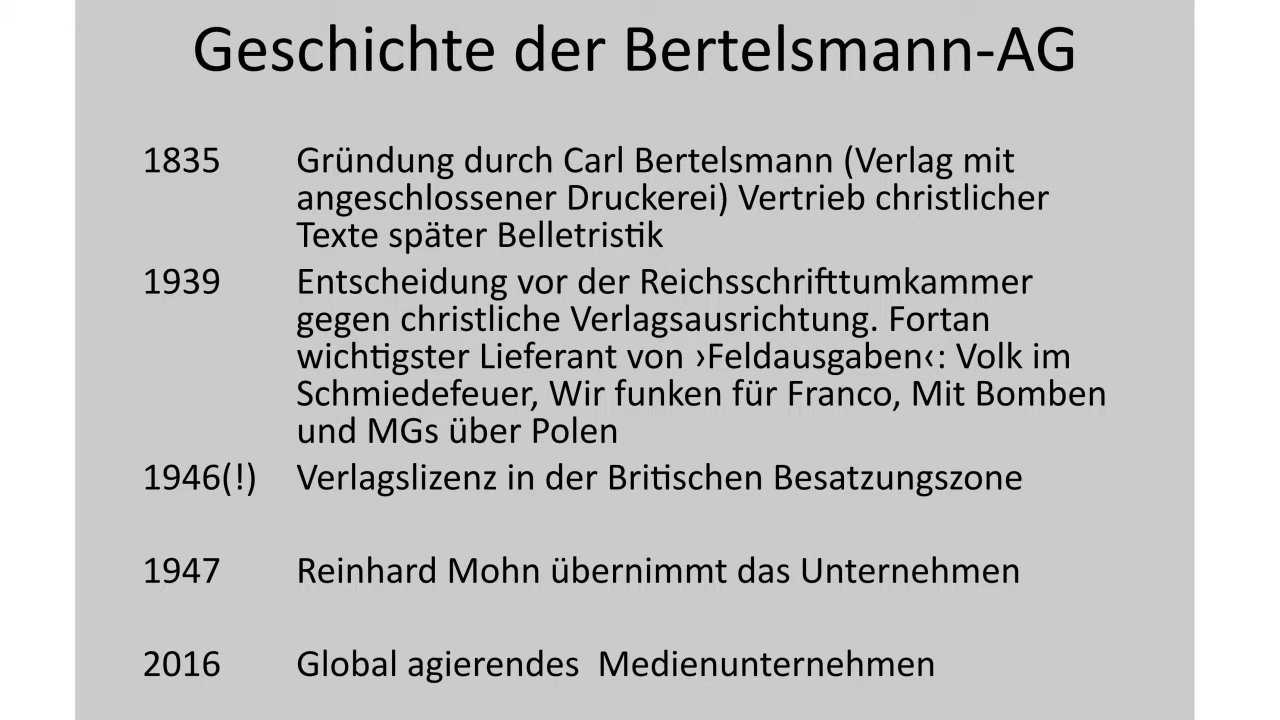 Geschichte der Bertelsmann-AG
1835 Gründung durch Carl Bertelsmann (Verlag mit
angeschlossener Druckerei) Vertrieb christlicher
Texte später Belletristik
1939 Entscheidung vor der Reichsschrifttumkammer
gegen christliche Verlagsausrichtung. Fortan
wichtigster Lieferant von ›Feldausgaben‹: Volk im
Schmiedefeuer, Wir funken für Franco, Mit Bomben
und MGs über Polen
1946(!) Verlagslizenz in der Britischen Besatzungszone
1947 Reinhard Mohn übernimmt das Unternehmen
2016 Global agierendes Medienunternehmen